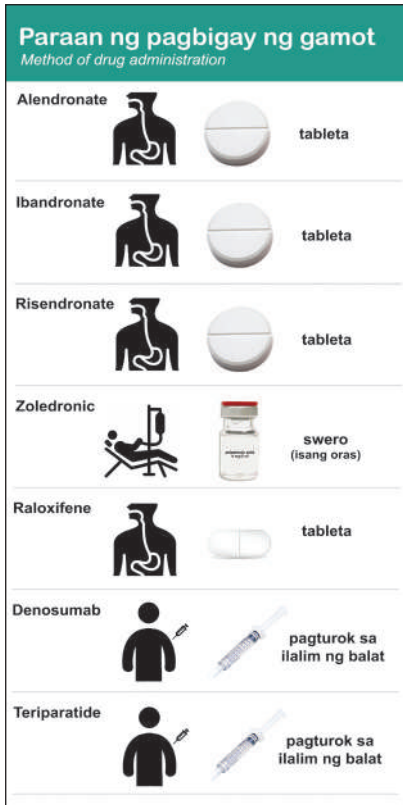 Paraan ng pagbigay ng gamot
Method of drug administration
Alendronate
tableta
Ibandronate
tableta
Risendronate
tableta
Zoledronic
swero
(isang oras)
Raloxifene
tableta
Denosumab
pagturok sa
ilalim ng balat
Teriparatide
pagturok sa
ilalim ng balat